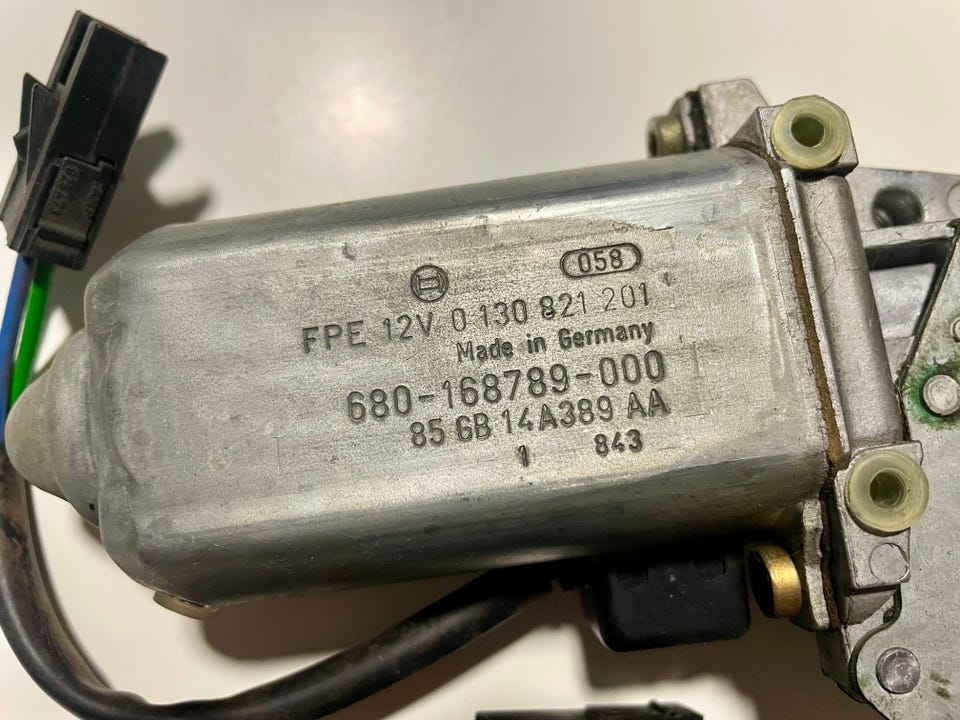 058
FPE 12V 0 130 821 201
Made in Germany
680-168789-000
85 GB 14A389 AA
1 843